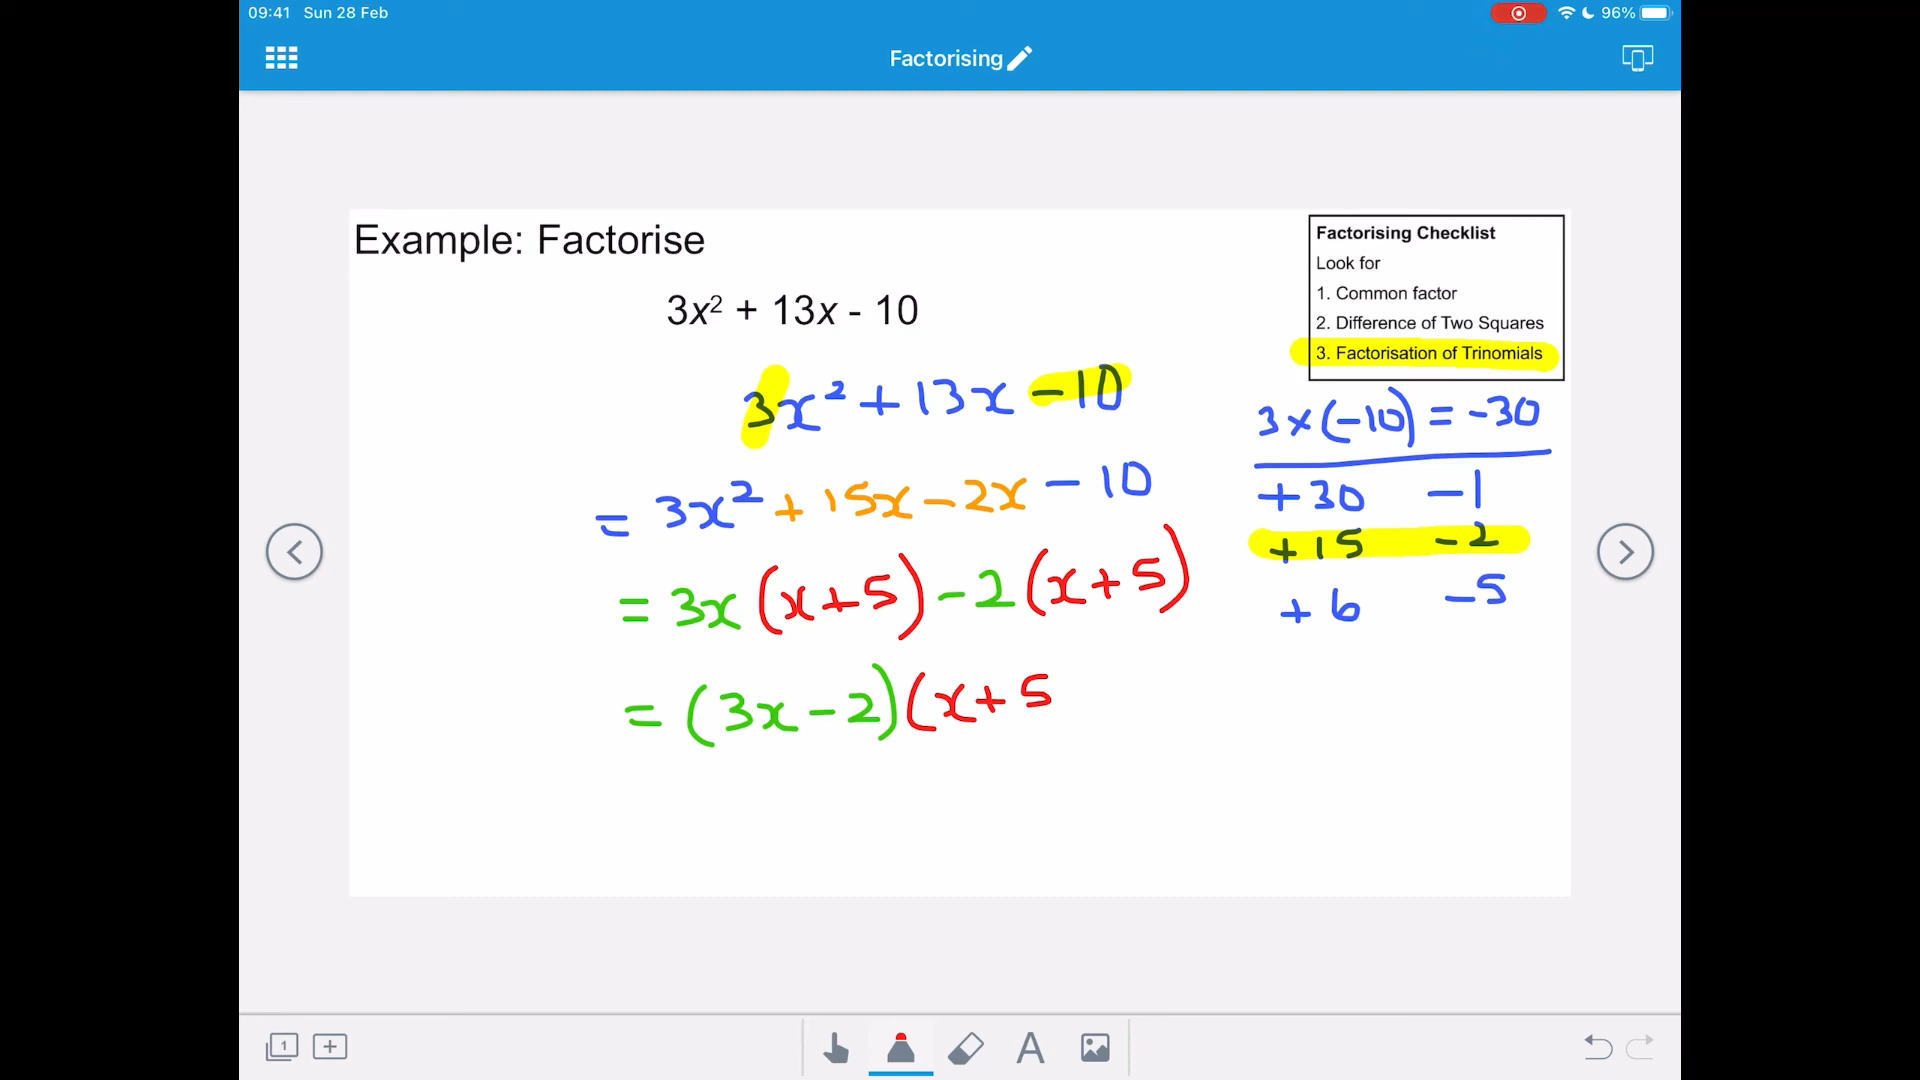 09:41 Sun 28 Feb
96%
Factorising
Example: Factorise
3x² + 13x - 10
Factorising Checklist
Look for
1. Common factor
2. Difference of Two Squares
3. Factorisation of Trinomials
3x² + 13x - 10
= 3x² + 15x - 2x - 10
= 3x (x + 5) - 2 (x + 5)
= (3x - 2) (x + 5
3 × (-10) = -30
+30 -1
+15 -2
+6 -5
1
A